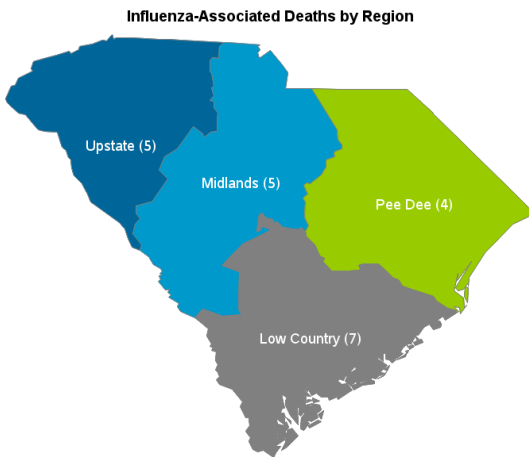 Influenza-Associated Deaths by Region
Upstate (5)
Midlands (5)
Pee Dee (4)
Low Country (7)